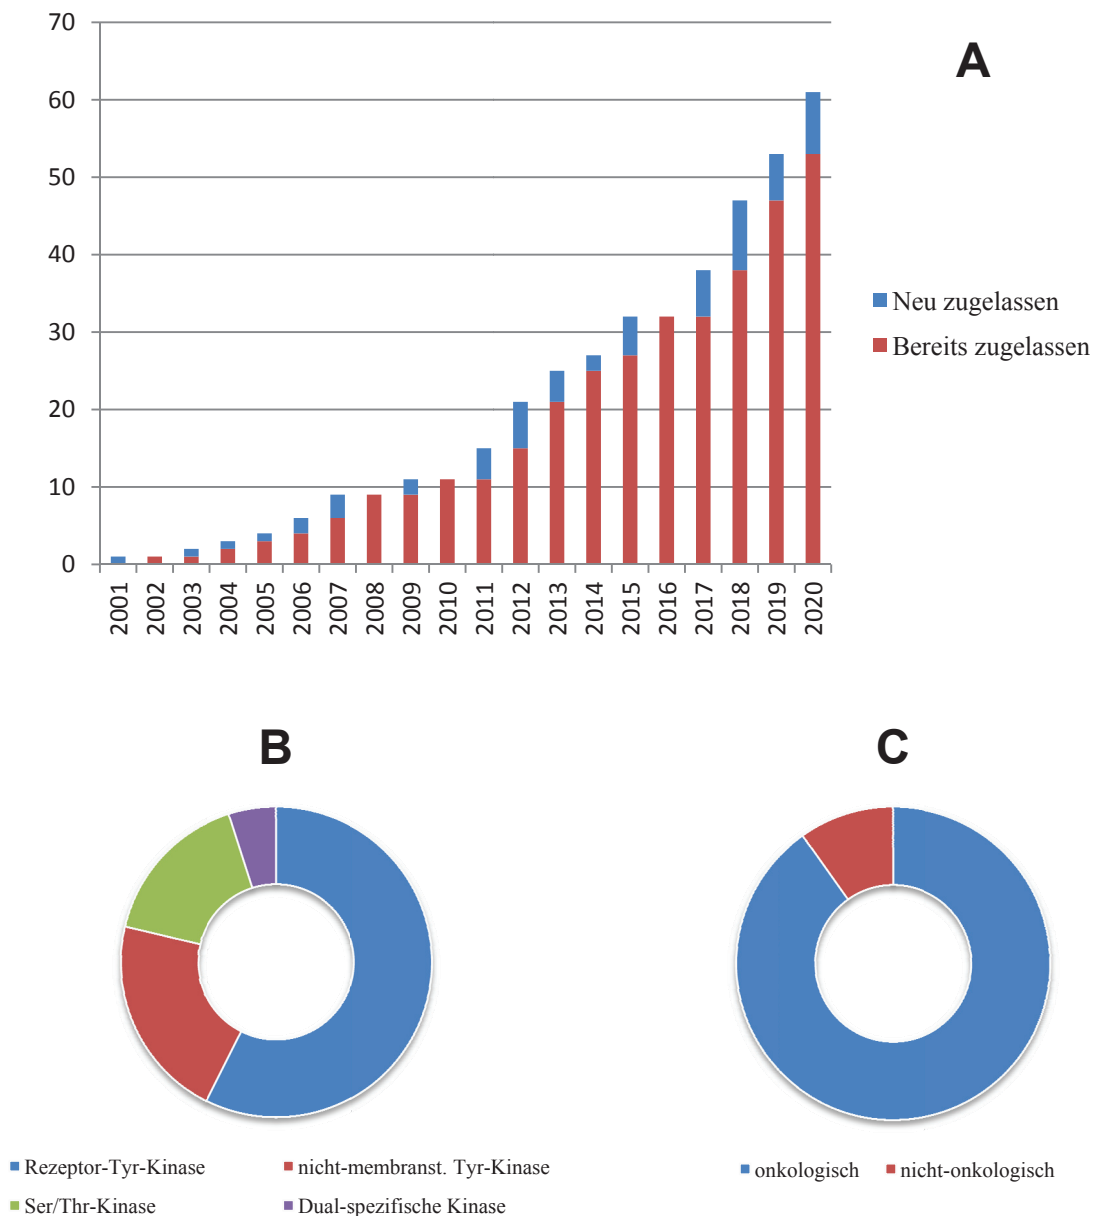 70
A
60
50
40
30
20
10
0
Neu zugelassen
Bereits zugelassen
2001
2002
2003
2004
2005
2006
2007
2008
2009
2010
2011
2012
2013
2014
2015
2016
2017
2018
2019
2020
B
C
Rezeptor-Tyr-Kinase
nicht-membranst. Tyr-Kinase
Ser/Thr-Kinase
Dual-spezifische Kinase
onkologisch
nicht-onkologisch